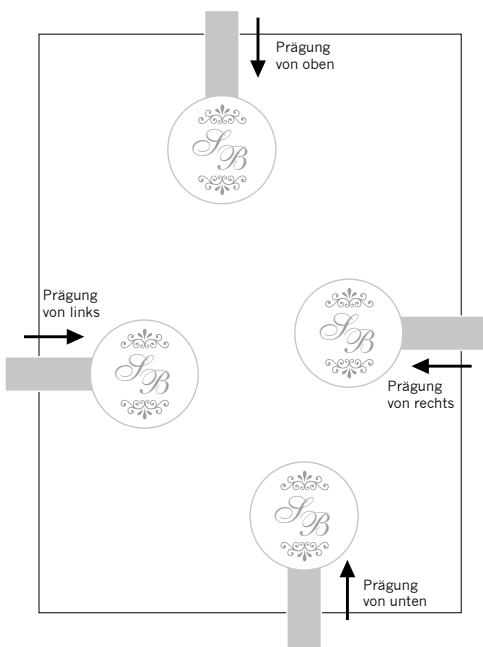 Prägung
von oben
S B
Prägung
von links
S B
S B
Prägung
von rechts
S B
Prägung
von unten